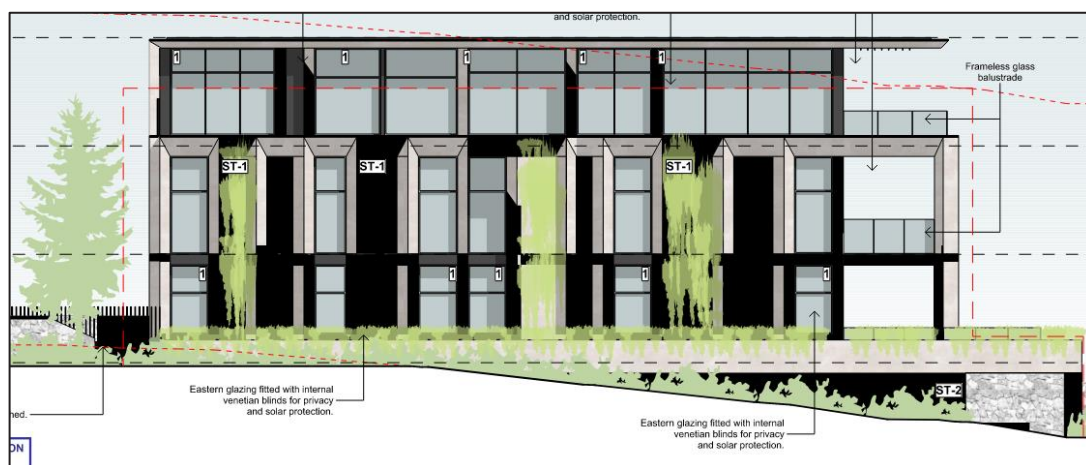 and solar protection.
1
1
1
1
1
Frameless glass
balustrade
ST-1
ST-1
ST-1
1
1
1
1
1
Eastern glazing fitted with internal
venetian blinds for privacy
and solar protection.
ST-2
ned.
Eastern glazing fitted with internal
venetian blinds for privacy
and solar protection.
ON